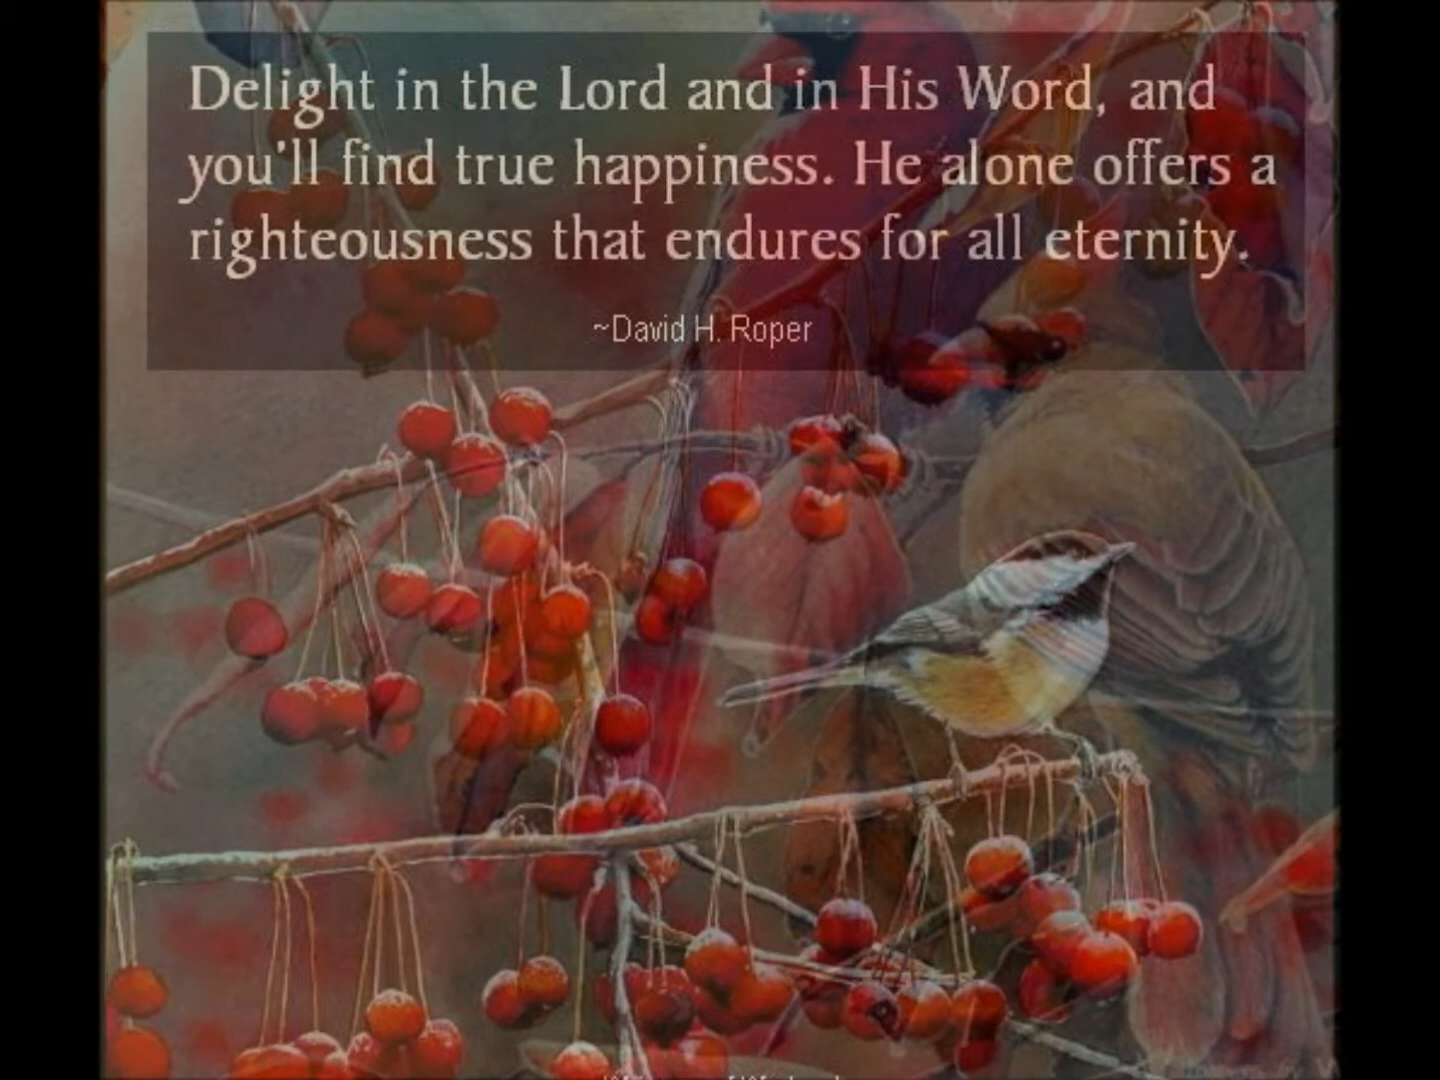 Delight in the Lord and in His Word, and
you'll find true happiness. He alone offers a
righteousness that endures for all eternity.
~David H. Roper